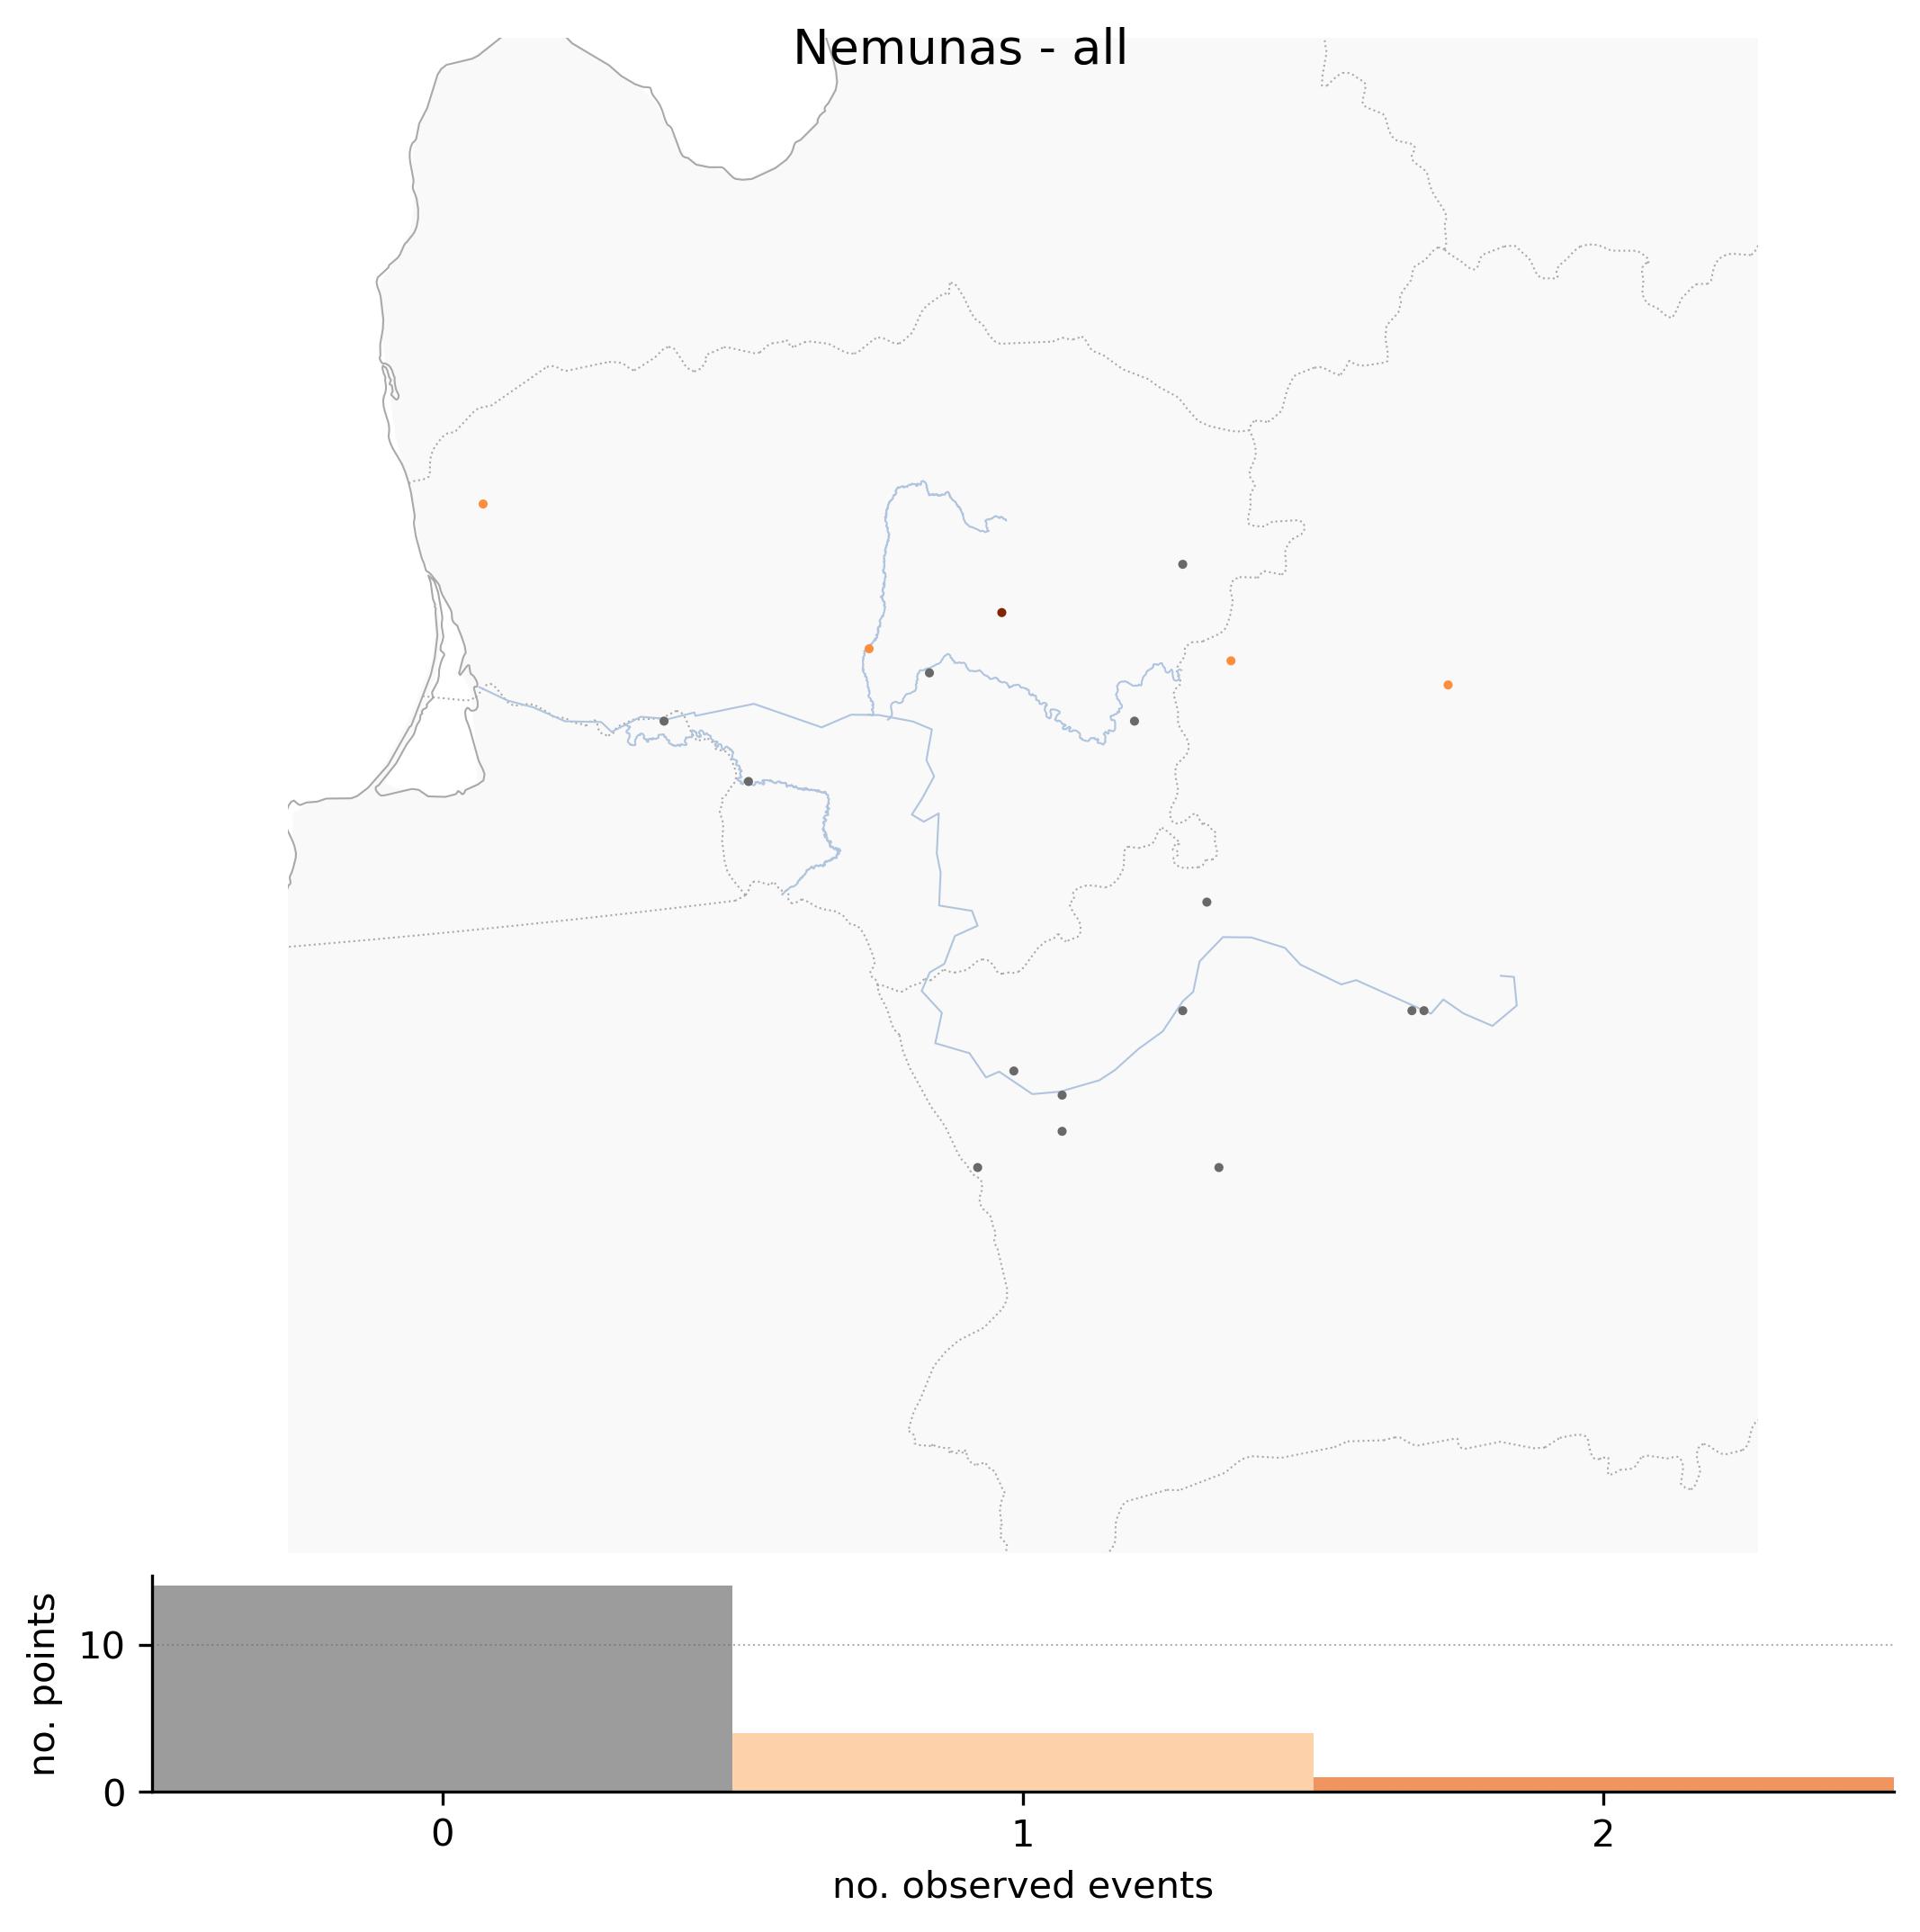 Nemunas - all
no. points
10
0
0 1 2
no. observed events